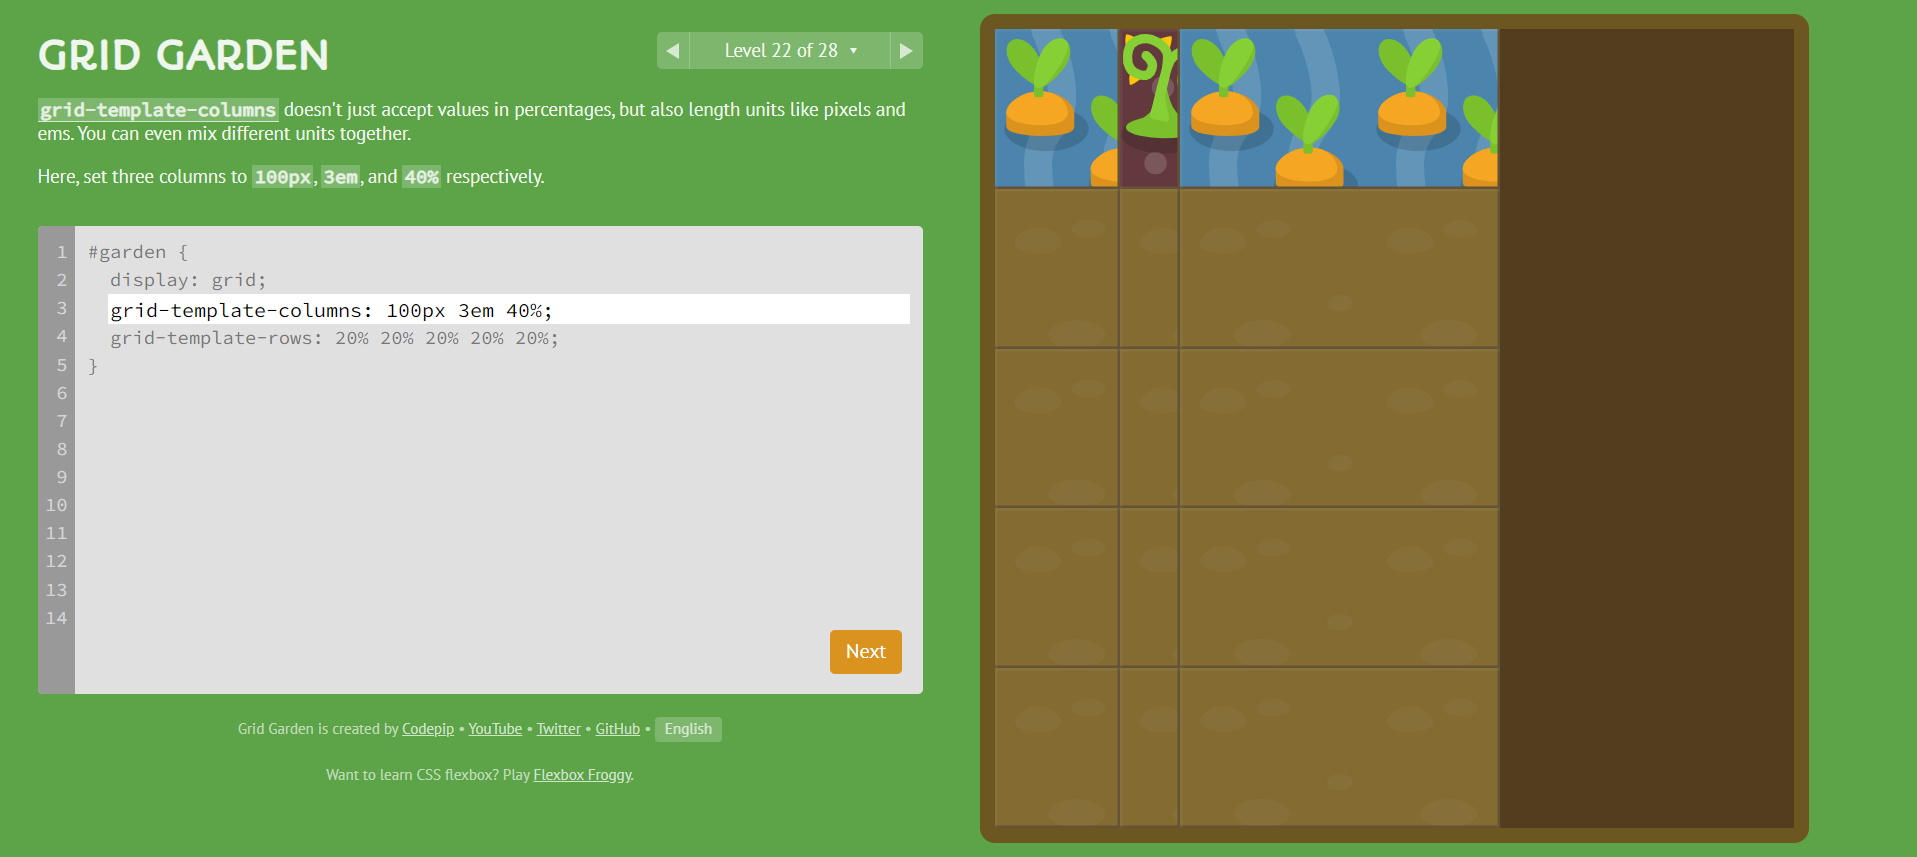 GRID GARDEN
◀ Level 22 of 28 ▼ ▶
grid-template-columns doesn't just accept values in percentages, but also length units like pixels and
ems. You can even mix different units together.
Here, set three columns to 100px, 3em, and 40% respectively.
1 #garden {
2   display: grid;
3   grid-template-columns: 100px 3em 40%;
4   grid-template-rows: 20% 20% 20% 20% 20%;
5 }
6
7
8
9
10
11
12
13
14
Next
Grid Garden is created by Codepip • YouTube • Twitter • GitHub • English
Want to learn CSS flexbox? Play Flexbox Froggy.